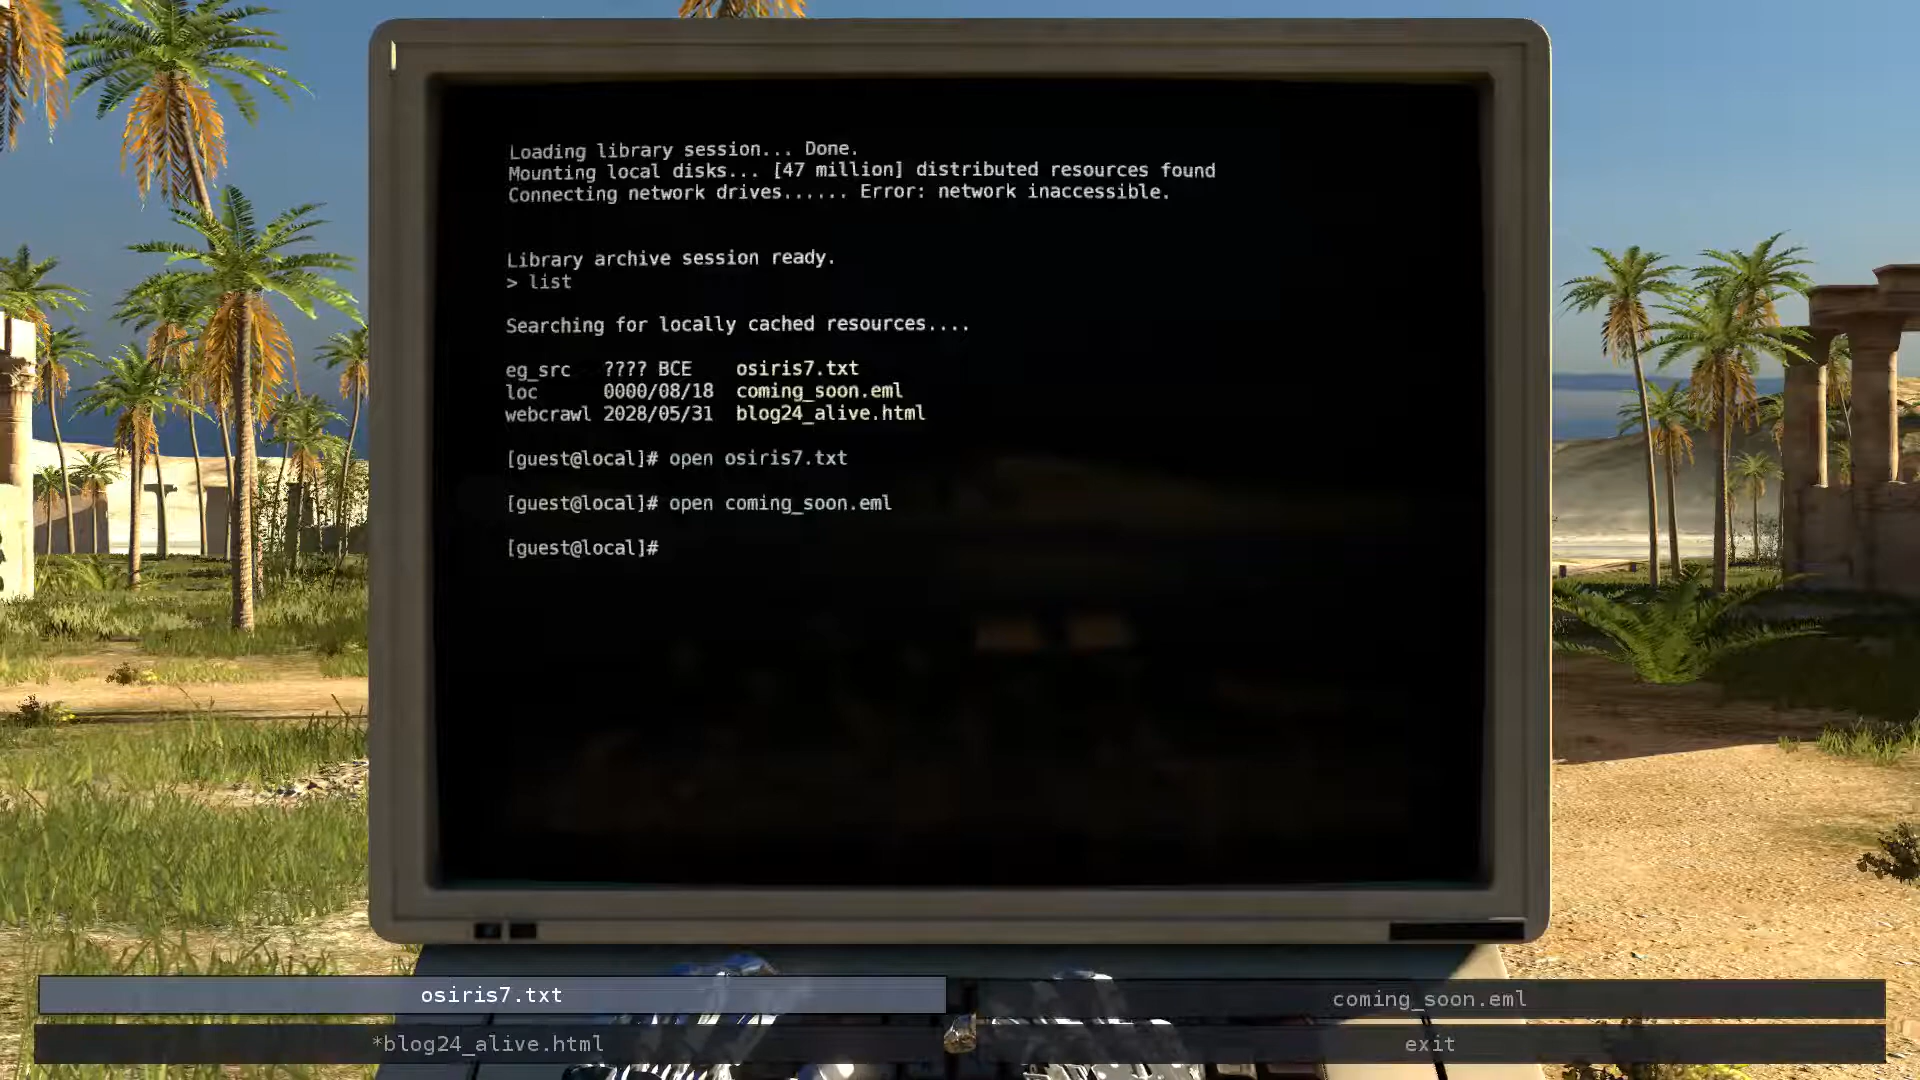 Loading library session... Done.
Mounting local disks... [47 million] distributed resources found
Connecting network drives...... Error: network inaccessible.
Library archive session ready.
> list
Searching for locally cached resources....
eg_src ???? BCE osiris7.txt
loc 0000/08/18 coming_soon.eml
webcrawl 2028/05/31 blog24_alive.html
[guest@local]# open osiris7.txt
[guest@local]# open coming_soon.eml
[guest@local]#
osiris7.txt
coming_soon.eml
*blog24_alive.html
exit